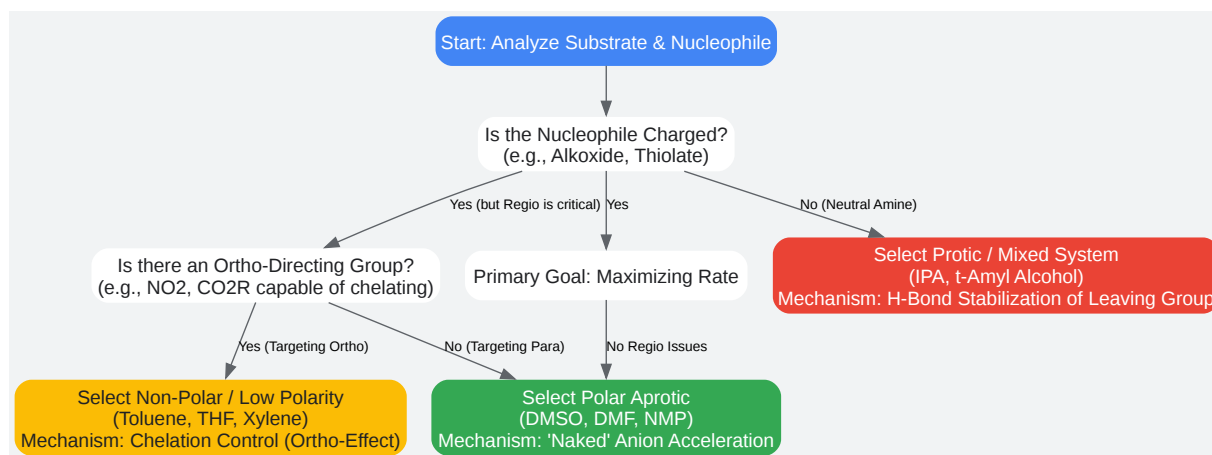 Start: Analyze Substrate & Nucleophile
Is the Nucleophile Charged?
(e.g., Alkoxide, Thiolate)
Yes (but Regio is critical)
Yes
No (Neutral Amine)
Is there an Ortho-Directing Group?
(e.g., NO2, CO2R capable of chelating)
Primary Goal: Maximizing Rate
Select Protic / Mixed System
(IPA, t-Amyl Alcohol)
Mechanism: H-Bond Stabilization of Leaving Group
Yes (Targeting Ortho)
No (Targeting Para)
No Regio Issues
Select Non-Polar / Low Polarity
(Toluene, THF, Xylene)
Mechanism: Chelation Control (Ortho-Effect)
Select Polar Aprotic
(DMSO, DMF, NMP)
Mechanism: 'Naked' Anion Acceleration